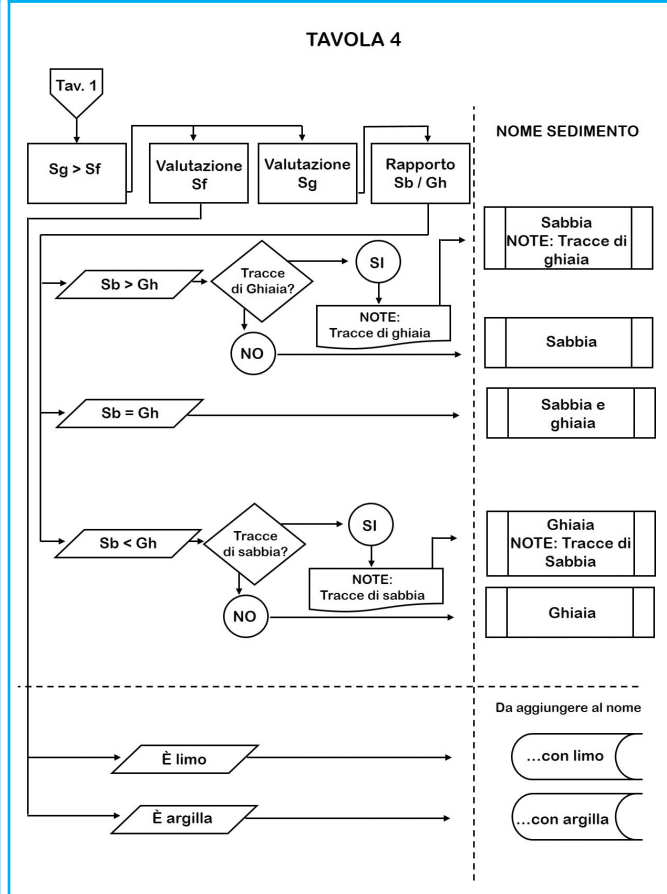 TAVOLA 4
Tav. 1
NOME SEDIMENTO
Sg > Sf
Valutazione
Sf
Valutazione
Sg
Rapporto
Sb / Gh
Sb > Gh
Tracce
di Ghiaia?
SI
NOTE:
Tracce di ghiaia
NO
Sabbia
NOTE: Tracce di
ghiaia
Sabbia
Sb = Gh
Sabbia e
ghiaia
Sb < Gh
Tracce
di sabbia?
SI
NOTE:
Tracce di sabbia
NO
Ghiaia
NOTE: Tracce di
Sabbia
Ghiaia
Da aggiungere al nome
È limo
...con limo
È argilla
...con argilla